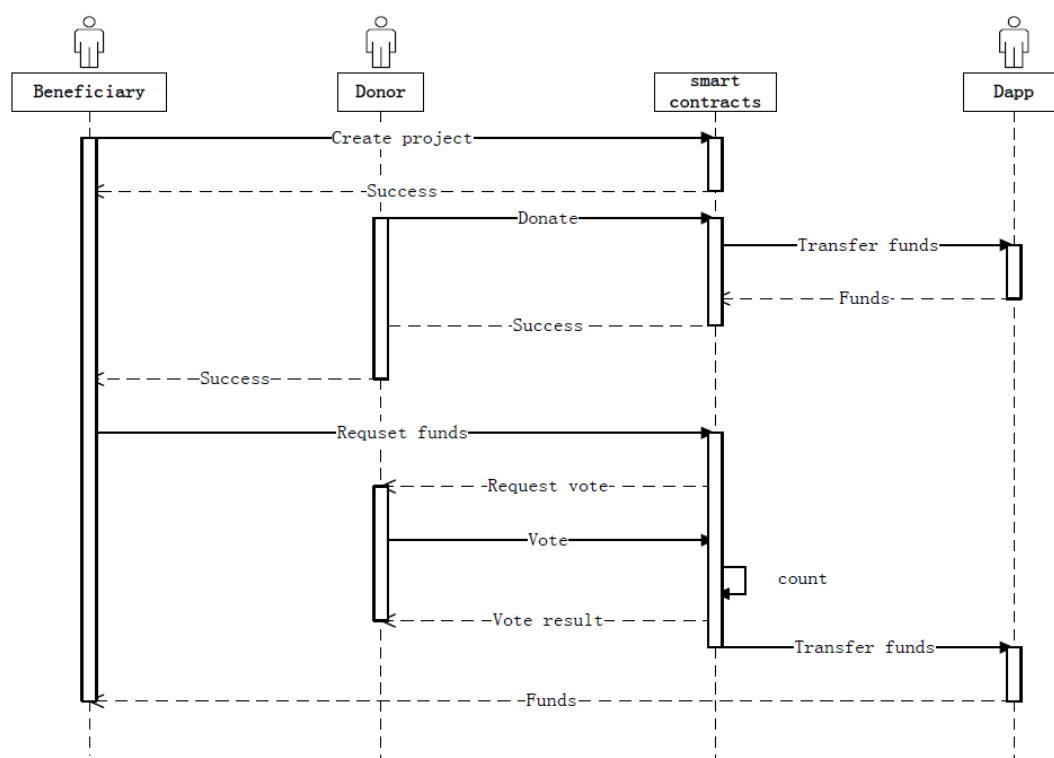 Beneficiary
Donor
smart
contracts
Dapp
Create project
Success
Donate
Transfer funds
Funds
Success
Success
Requset funds
Request vote
Vote
count
Vote result
Transfer funds
Funds